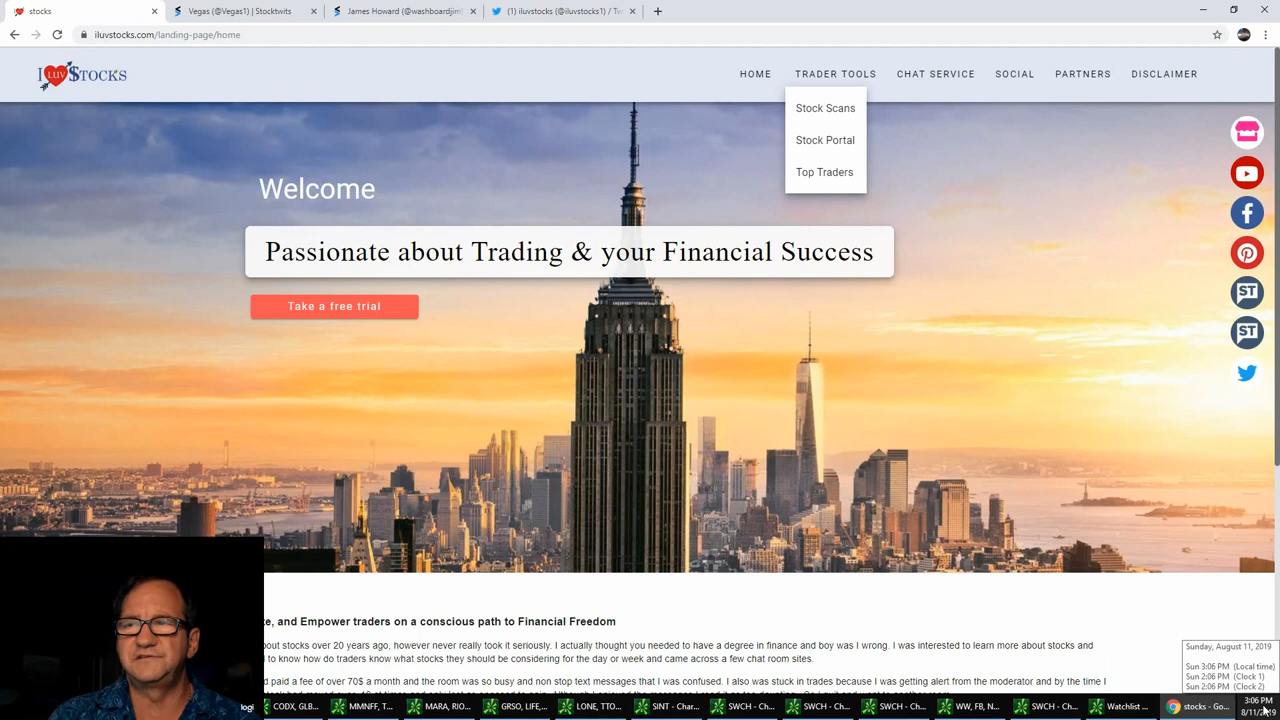 stocks
Vegas (@Vegas1) | Stocktwits
James Howard (@washboardjim)
(1) iluvstocks (@iluvstocks1) / Tw
iluvstocks.com/landing-page/home
I LUV $TOCKS
HOME
TRADER TOOLS
CHAT SERVICE
SOCIAL
PARTNERS
DISCLAIMER
Stock Scans
Stock Portal
Top Traders
Welcome
Passionate about Trading & your Financial Success
Take a free trial
ST
ST
e, and Empower traders on a conscious path to Financial Freedom
bout stocks over 20 years ago, however never really took it seriously. I actually thought you needed to have a degree in finance and boy was I wrong. I was interested to learn more about stocks and
to know how do traders know what stocks they should be considering for the day or week and came across a few chat room sites.
d paid a fee of over 70$ a month and the room was so busy and non stop text messages that I was confused. I also was stuck in trades because I was getting alert from the moderator and by the time I
Sunday, August 11, 2019
Sun 3:06 PM (Local time)
Sun 2:06 PM (Clock 1)
Sun 2:06 PM (Clock 2)
logi
CODX, GLB...
MMNFF, T...
MARA, RIO...
GRSO, LIFE,...
LONE, TTO...
SINT - Char...
SWCH - Ch...
SWCH - Ch...
SWCH - Ch...
WW, FB, N...
SWCH - Ch...
Watchlist ...
stocks - Go...
3:06 PM
8/11/2019